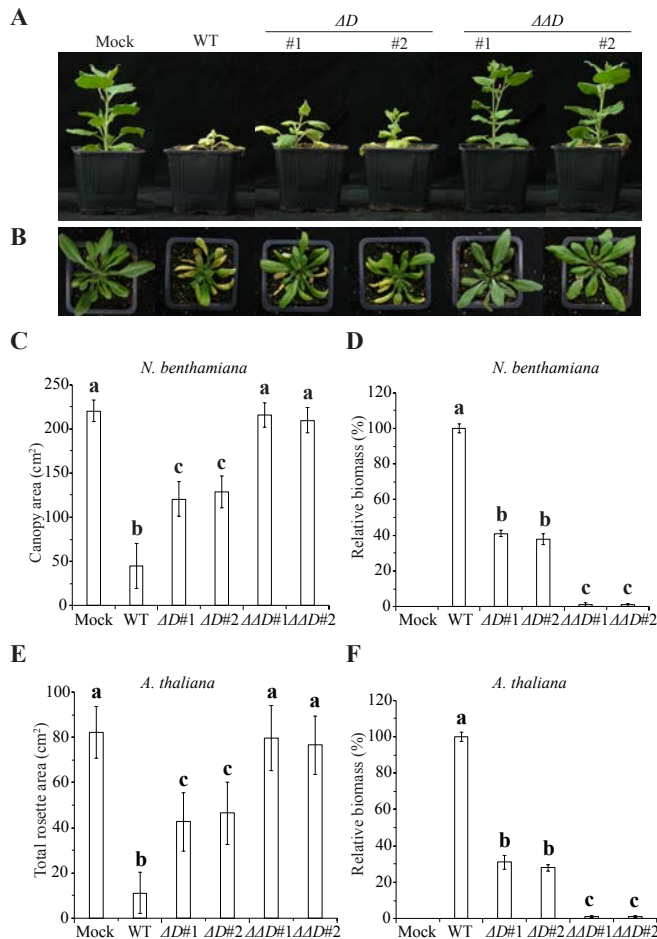 A
Mock WT ΔD ΔΔD
#1 #2 #1 #2
B
C
N. benthamiana
a b c c a a
Canopy area (cm²)
250
200
150
100
50
0
Mock WT ΔD#1 ΔD#2 ΔΔD#1 ΔΔD#2
D
N. benthamiana
a b b c c
Relative biomass (%)
120
100
80
60
40
20
0
Mock WT ΔD#1 ΔD#2 ΔΔD#1 ΔΔD#2
E
A. thaliana
a b c c a a
Total rosette area (cm²)
100
80
60
40
20
0
Mock WT ΔD#1 ΔD#2 ΔΔD#1 ΔΔD#2
F
A. thaliana
a b b c c
Relative biomass (%)
120
100
80
60
40
20
0
Mock WT ΔD#1 ΔD#2 ΔΔD#1 ΔΔD#2